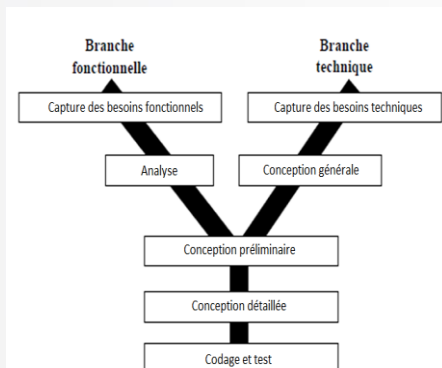 Branche
fonctionnelle
Branche
technique
Capture des besoins fonctionnels
Capture des besoins techniques
Analyse
Conception générale
Conception préliminaire
Conception détaillée
Codage et test